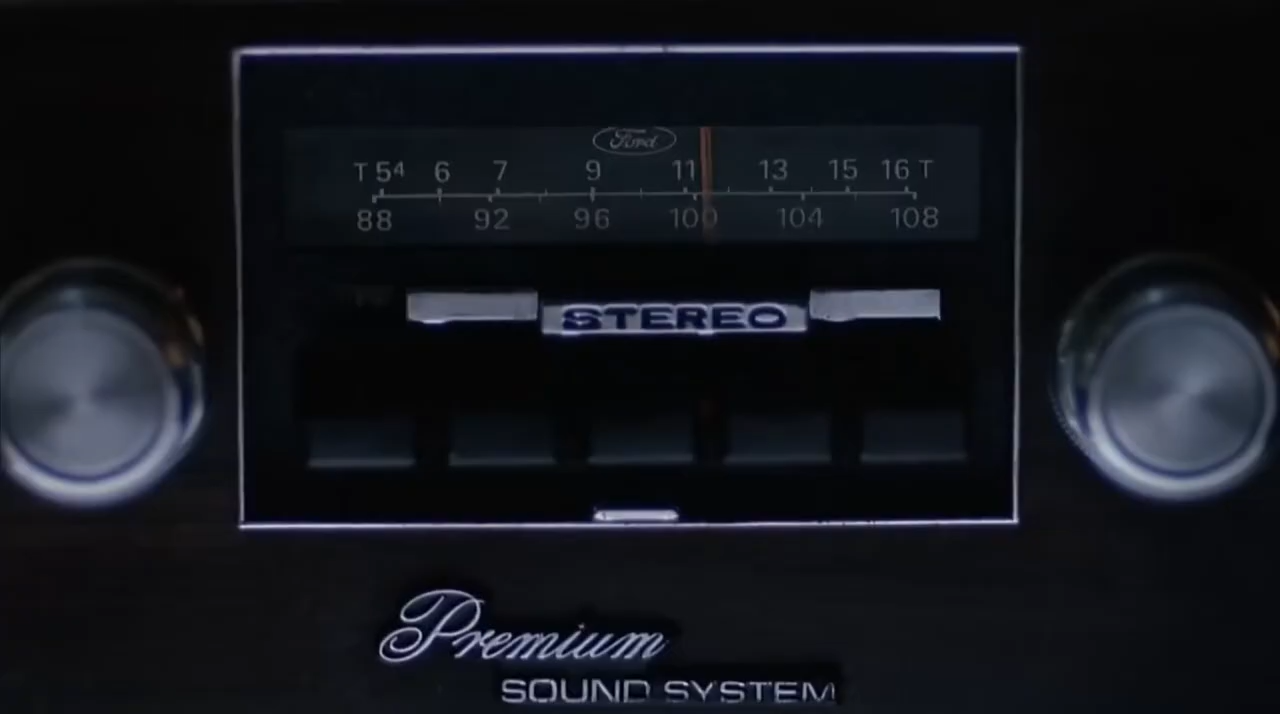 Ford
T 54 6 7 9 11 13 15 16 T
88 92 96 100 104 108
STEREO
Premium
SOUND SYSTEM